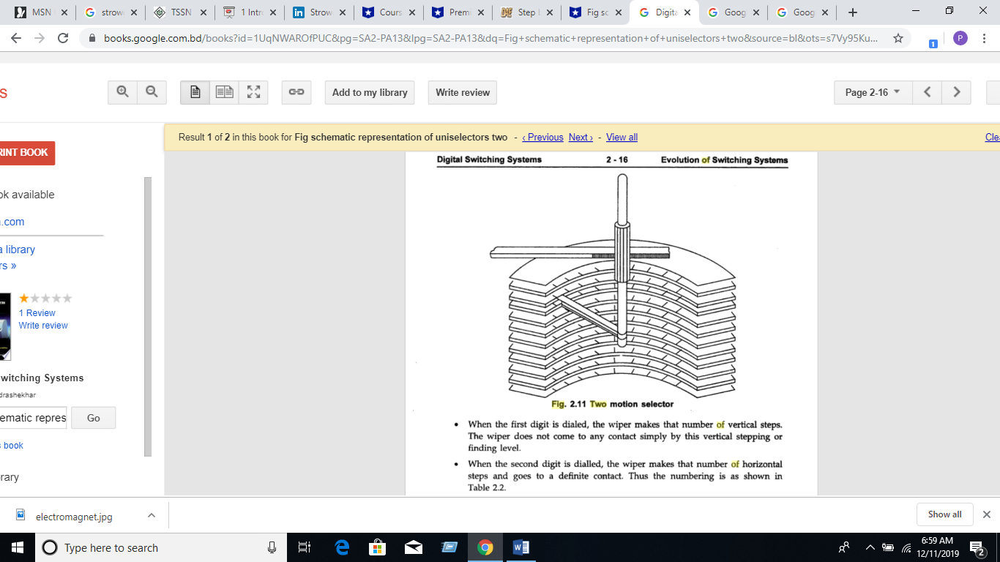 MSN
strow
TSSN
1 Intro
Strow
Cours
Prem
Step
Fig sc
Digita
Goog
Goog
books.google.com.bd/books?id=1UqNWAROfPUC&pg=SA2-PA13&lpg=SA2-PA13&dq=Fig+schematic+representation+of+uniselectors+two&source=bl&ots=s7Vy95Ku...
1
P
s
Add to my library
Write review
Page 2-16
Result 1 of 2 in this book for Fig schematic representation of uniselectors two - ‹ Previous Next › - View all
Cle
RINT BOOK
ok available
.com
a library
rs »
1 Review
Write review
witching Systems
drashekhar
ematic repres
Go
s book
rary
Digital Switching Systems 2 - 16 Evolution of Switching Systems
Fig. 2.11 Two motion selector
• When the first digit is dialed, the wiper makes that number of vertical steps.
The wiper does not come to any contact simply by this vertical stepping or
finding level.
• When the second digit is dialled, the wiper makes that number of horizontal
steps and goes to a definite contact. Thus the numbering is as shown in
Table 2.2.
electromagnet.jpg
Show all
Type here to search
6:59 AM
12/11/2019
2